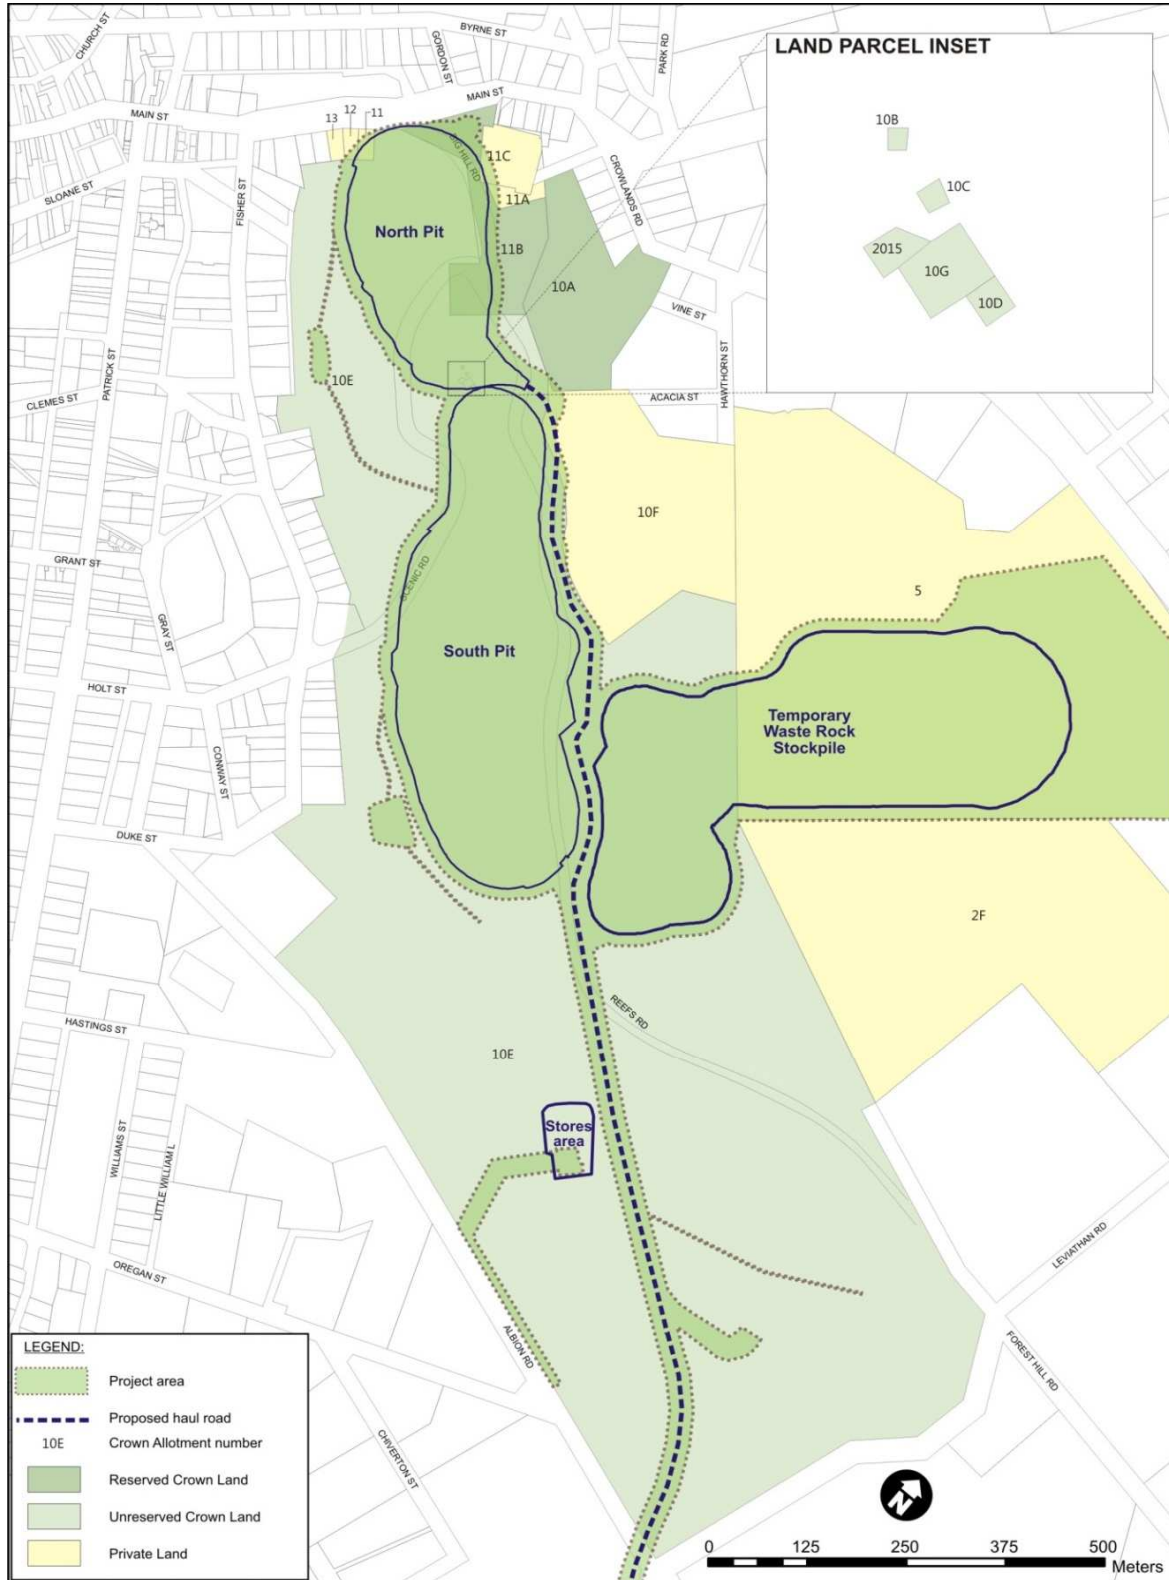 CHURCH ST
BYRNE ST
GORDON ST
PARK RD
MAIN ST
MAIN ST
LAND PARCEL INSET
10B
10C
2015
10G
10D
13
12
11
BIG HILL RD
11C
CROWLANDS RD
SLOANE ST
FISHER ST
11A
North Pit
11B
10A
VINE ST
HAWTHORN ST
PATRICK ST
10E
CLEMES ST
ACACIA ST
10F
GRANT ST
SCENIC RD
5
GRAY ST
South Pit
HOLT ST
Temporary
Waste Rock
Stockpile
CONWAY ST
DUKE ST
2F
HASTINGS ST
REEFS RD
10E
WILLIAMS ST
LITTLE WILLIAM L
Stores
area
LEVIATHAN RD
OREGAN ST
ALBION RD
FOREST HILL RD
CHIVERTON ST
LEGEND:
Project area
Proposed haul road
10E Crown Allotment number
Reserved Crown Land
Unreserved Crown Land
Private Land
N
0 125 250 375 500
Meters